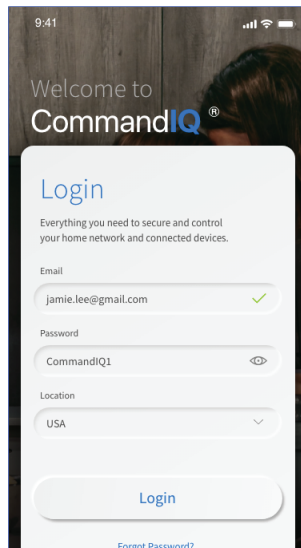 9:41
Welcome to
CommandIQ ®
Login
Everything you need to secure and control
your home network and connected devices.
Email
jamie.lee@gmail.com
Password
CommandIQ1
Location
USA
Login
Forgot Password?